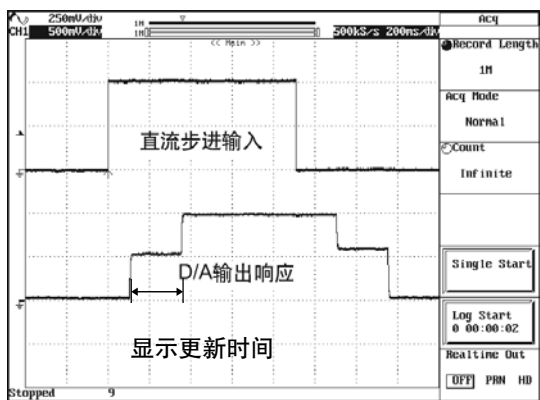 250mV/div
CH1 500mV/div
1M
1M
500kS/s 200ms/div
<< Main >>
直流步进输入
D/A输出响应
显示更新时间
Stopped 9
Acq
Record Length
1M
Acq Mode
Normal
Count
Infinite
Single Start
Log Start
0 00:00:02
Realtime Out
OFF PRN HD